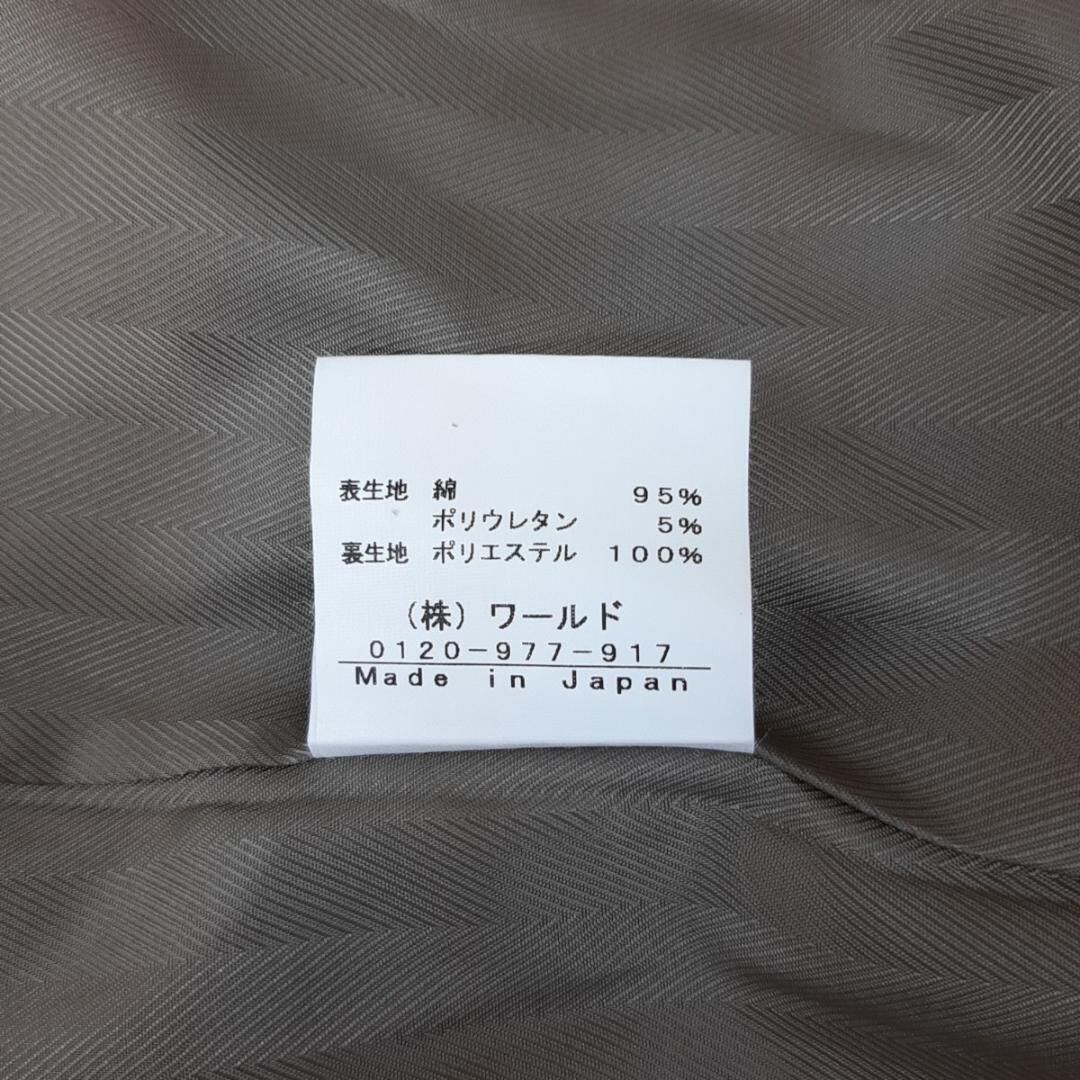 表生地 綿 95%
ポリウレタン 5%
裏生地 ポリエステル 100%
(株)ワールド
0120-977-917
Made in Japan